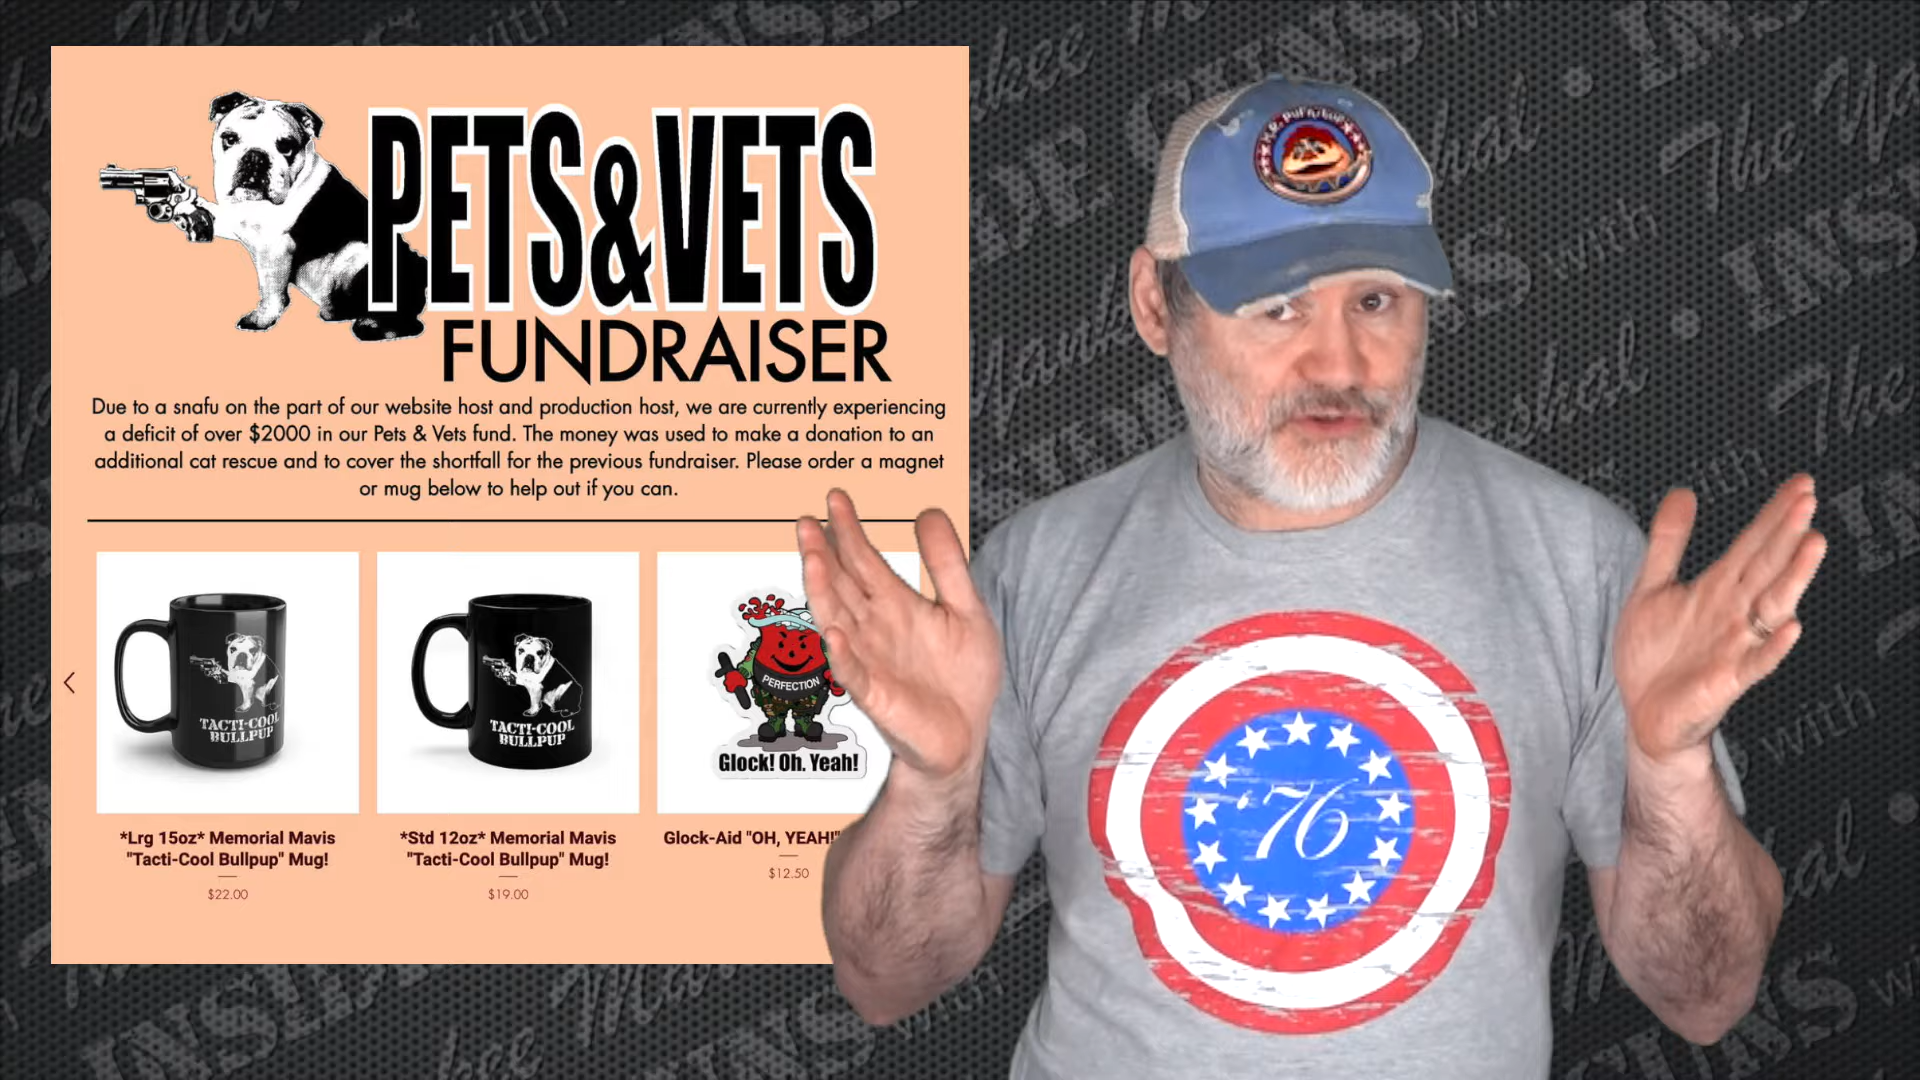 PETS&VETS
FUNDRAISER
Due to a snafu on the part of our website host and production host, we are currently experiencing
a deficit of over $2000 in our Pets & Vets fund. The money was used to make a donation to an
additional cat rescue and to cover the shortfall for the previous fundraiser. Please order a magnet
or mug below to help out if you can.
TACTI-COOL
BULLPUP
TACTI-COOL
BULLPUP
PERFECTION
Glock! Oh. Yeah!
*Lrg 15oz* Memorial Mavis
"Tacti-Cool Bullpup" Mug!
$22.00
*Std 12oz* Memorial Mavis
"Tacti-Cool Bullpup" Mug!
$19.00
Glock-Aid "OH, YEAH!"
$12.50
'76
with
with
The
with
with